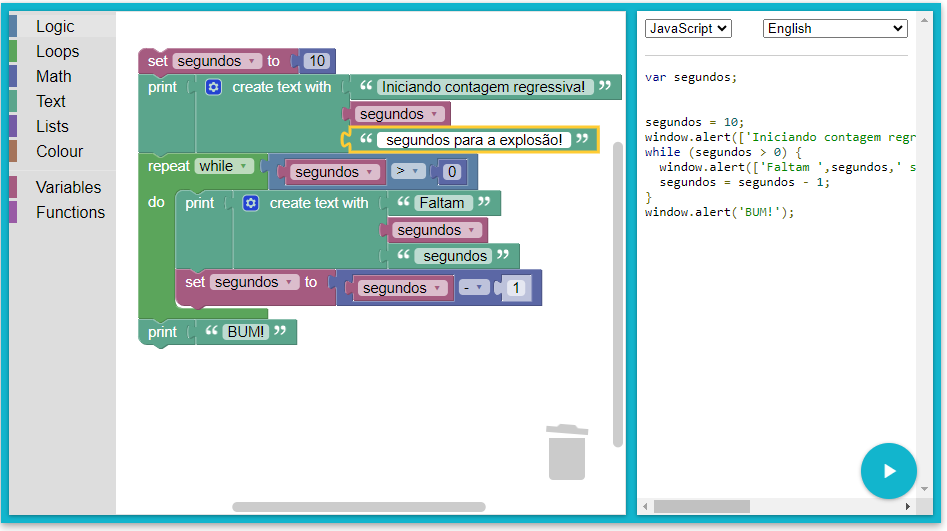 Logic
Loops
Math
Text
Lists
Colour
Variables
Functions
set segundos ▾ to 10
print create text with “ Iniciando contagem regressiva! ”
segundos ▾
“ segundos para a explosão! ”
repeat while ▾ segundos ▾ > ▾ 0
do print create text with “ Faltam ”
segundos ▾
“ segundos ”
set segundos ▾ to segundos ▾ - ▾ 1
print “ BUM! ”
JavaScript English
var segundos;
segundos = 10;
window.alert(['Iniciando contagem regr
while (segundos > 0) {
  window.alert(['Faltam ',segundos,' s
  segundos = segundos - 1;
}
window.alert('BUM!');